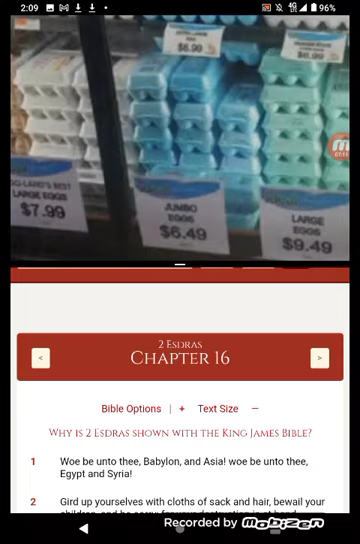 2:09
96%
$6.99
$6.99
LARGE EGGS
$7.99
JUMBO
EGGS
$6.49
LARGE
EGGS
$9.49
2 Esdras
Chapter 16
<
>
Bible Options | + Text Size −
Why is 2 Esdras shown with the King James Bible?
1 Woe be unto thee, Babylon, and Asia! woe be unto thee,
Egypt and Syria!
2 Gird up yourselves with cloths of sack and hair, bewail your
Recorded by Mobizen